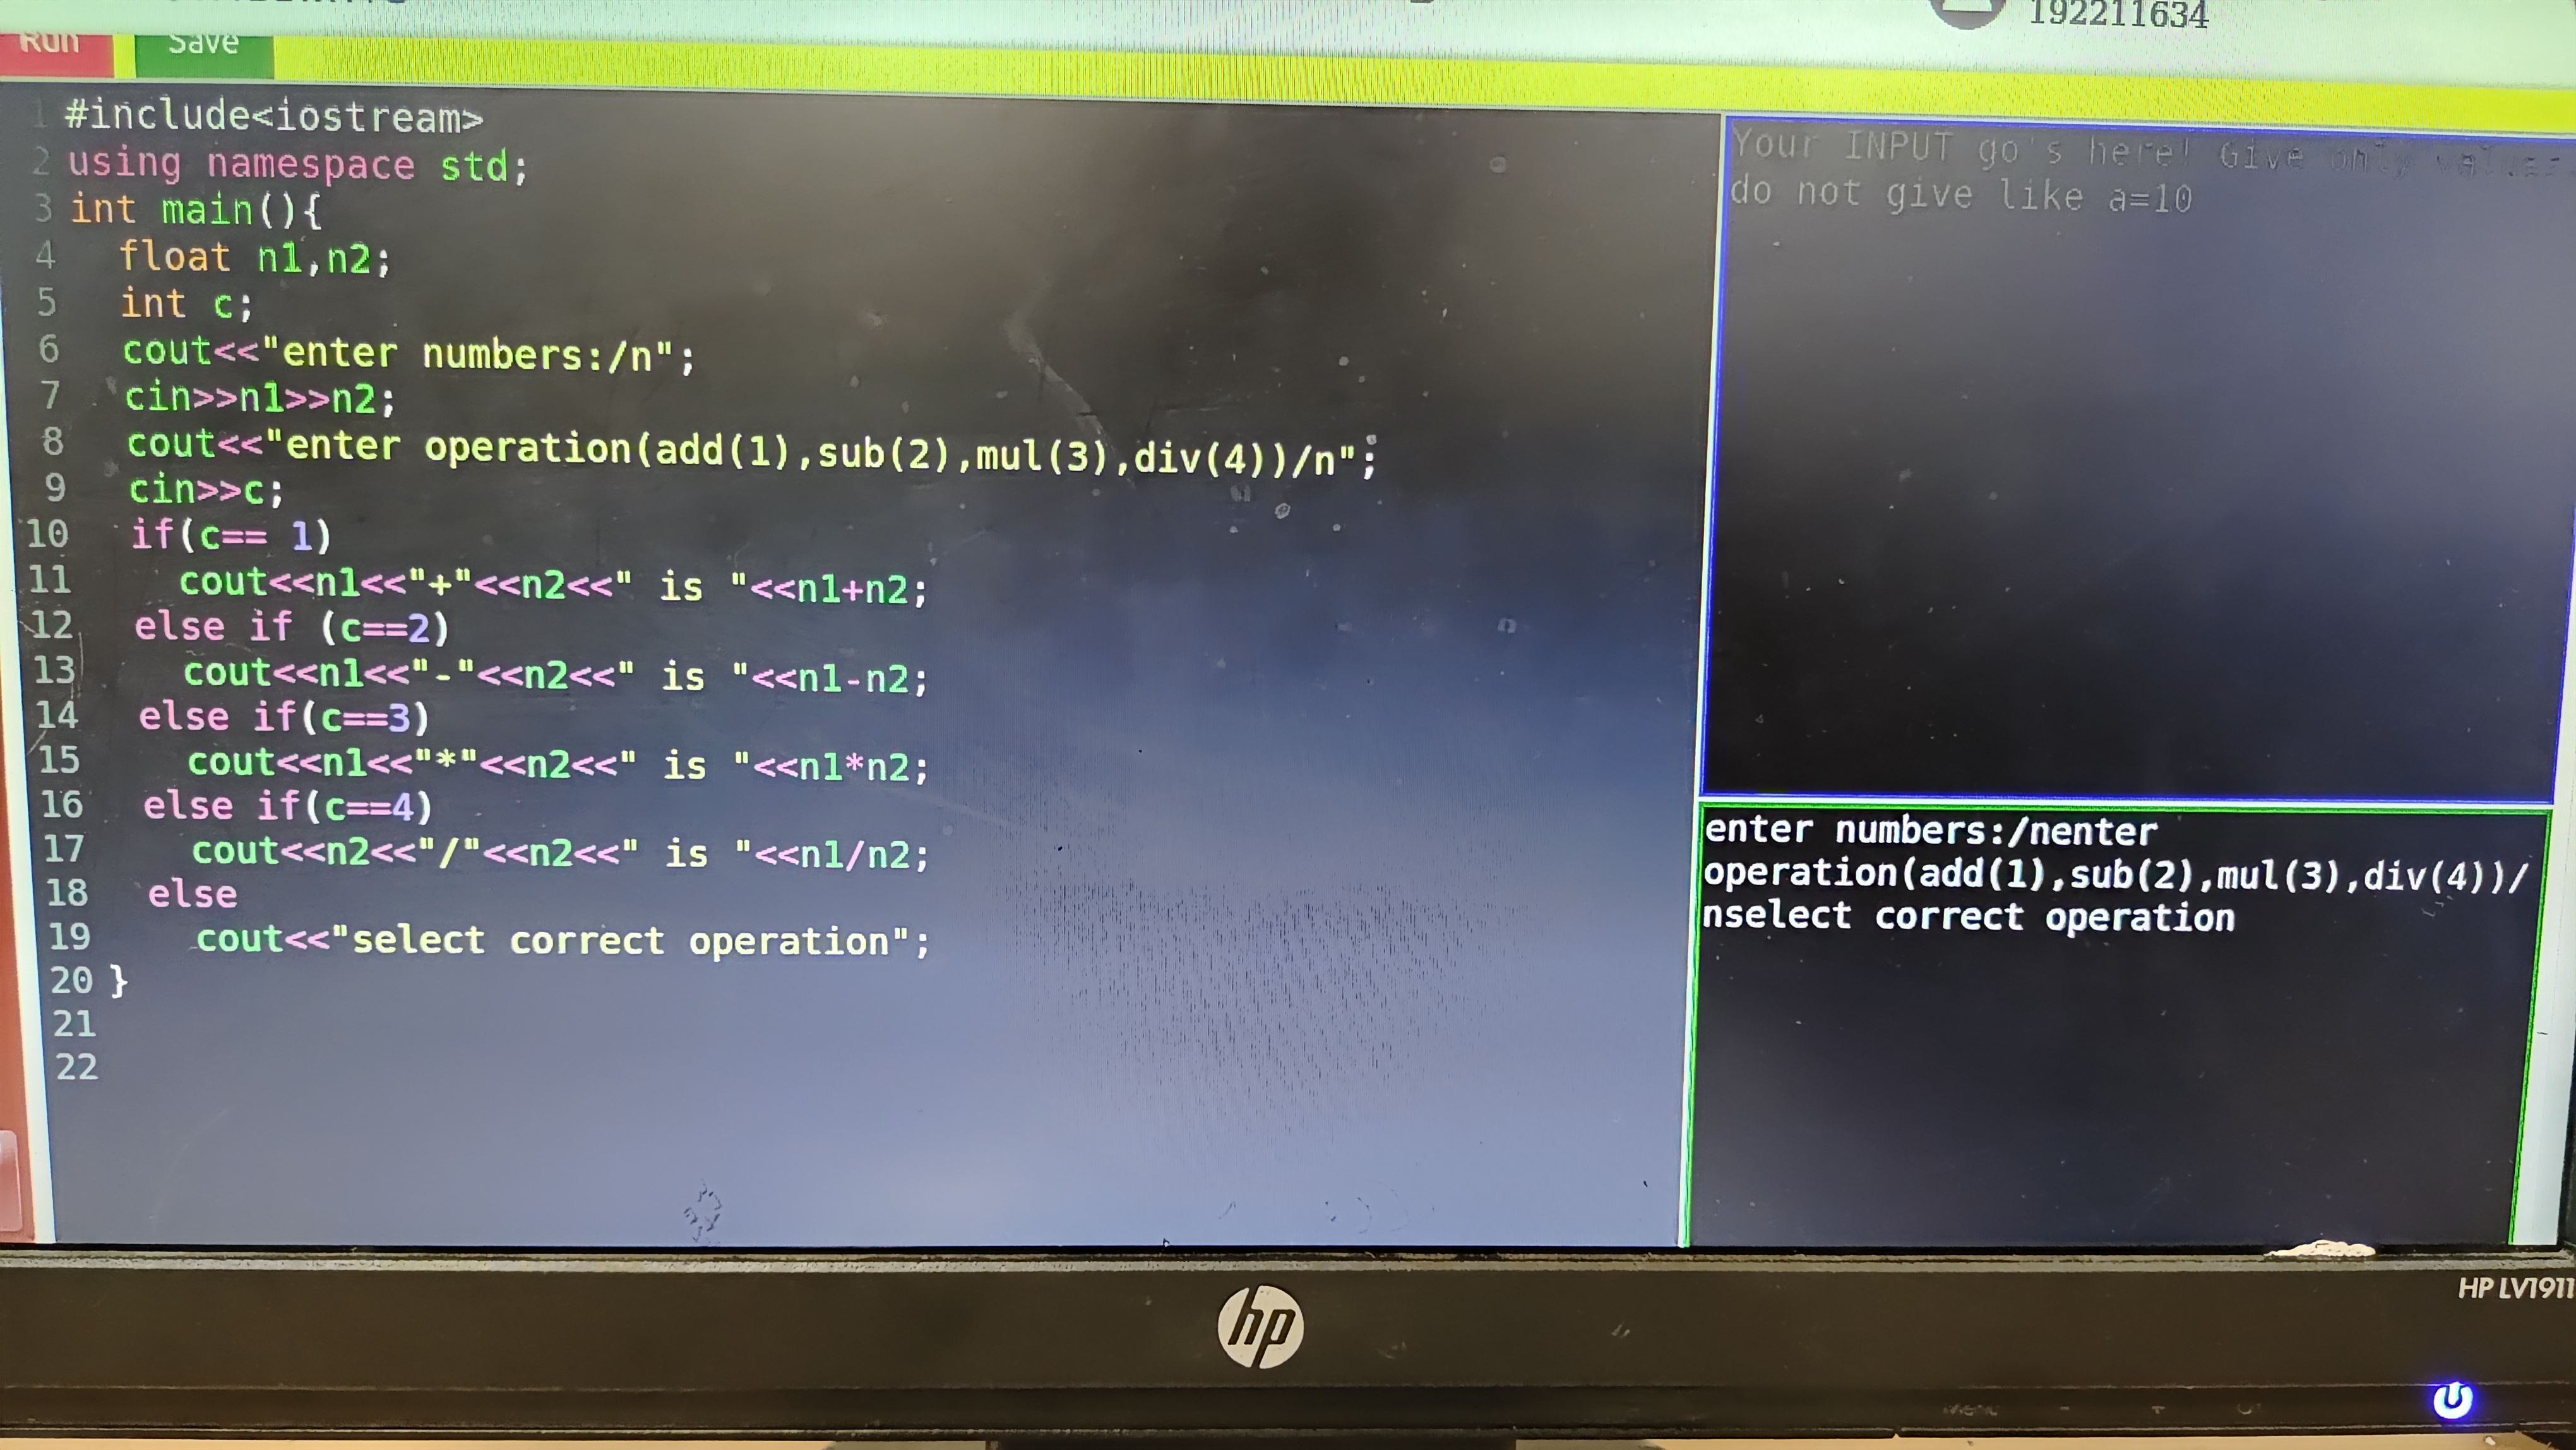 Run
Save
192211634
1 #include<iostream>
2 using namespace std;
3 int main(){
4 float n1,n2;
5 int c;
6 cout<<"enter numbers:/n";
7 cin>>n1>>n2;
8 cout<<"enter operation(add(1),sub(2),mul(3),div(4))/n";
9 cin>>c;
10 if(c== 1)
11 cout<<n1<<"+"<<n2<<" is "<<n1+n2;
12 else if (c==2)
13 cout<<n1<<"-"<<n2<<" is "<<n1-n2;
14 else if(c==3)
15 cout<<n1<<"*"<<n2<<" is "<<n1*n2;
16 else if(c==4)
17 cout<<n2<<"/"<<n2<<" is "<<n1/n2;
18 else
19 cout<<"select correct operation";
20 }
21
22
Your INPUT go's here! Give only values
do not give like a=10
enter numbers:/nenter
operation(add(1),sub(2),mul(3),div(4))/
nselect correct operation
hp
HP LV1911